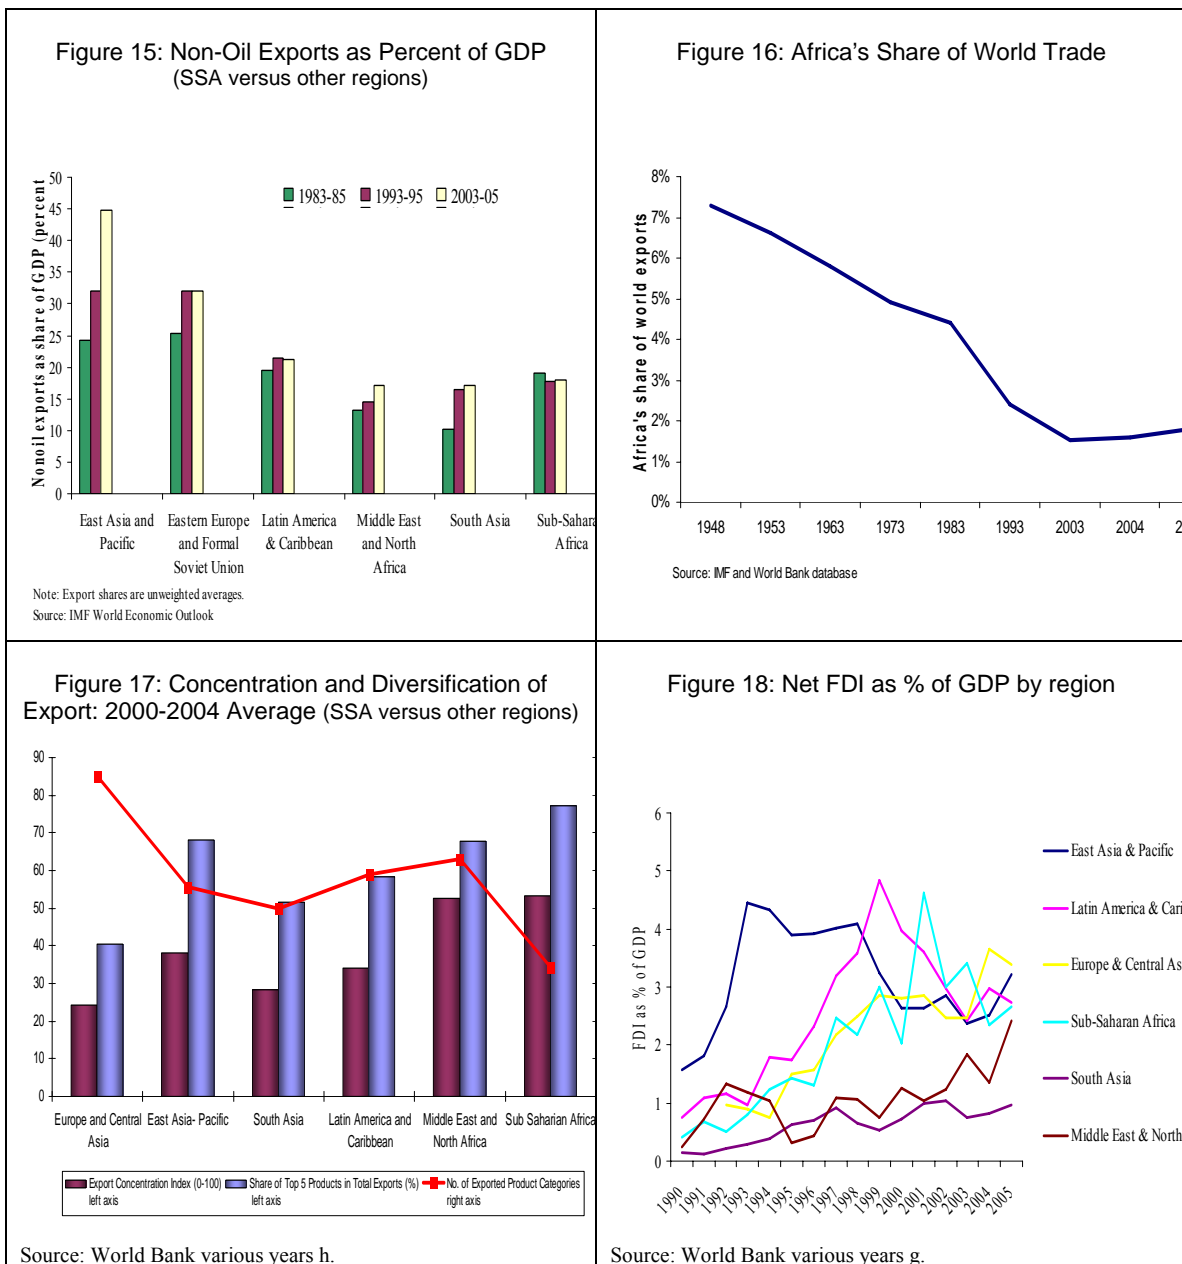 Figure 15: Non-Oil Exports as Percent of GDP
(SSA versus other regions)
Nonoil exports as share of GDP (percent
50
45
40
35
30
25
20
15
10
5
0
1983-85 1993-95 2003-05
East Asia and
Pacific
Eastern Europe
and Formal
Soviet Union
Latin America
& Caribbean
Middle East
and North
Africa
South Asia
Sub-Sahara
Africa
Note: Export shares are unweighted averages.
Source: IMF World Economic Outlook
Figure 16: Africa's Share of World Trade
Africa's share of world exports
8%
7%
6%
5%
4%
3%
2%
1%
0%
1948 1953 1963 1973 1983 1993 2003 2004 2
Source: IMF and World Bank database
Figure 17: Concentration and Diversification of
Export: 2000-2004 Average (SSA versus other regions)
90
80
70
60
50
40
30
20
10
0
Europe and Central
Asia
East Asia- Pacific
South Asia
Latin America and
Caribbean
Middle East and
North Africa
Sub Saharian Africa
Export Concentration Index (0-100)
left axis
Share of Top 5 Products in Total Exports (%)
left axis
No. of Exported Product Categories
right axis
Source: World Bank various years h.
Figure 18: Net FDI as % of GDP by region
FDI as % of GDP
6
5
4
3
2
1
0
1990 1991 1992 1993 1994 1995 1996 1997 1998 1999 2000 2001 2002 2003 2004 2005
East Asia & Pacific
Latin America & Cari
Europe & Central As
Sub-Saharan Africa
South Asia
Middle East & North
Source: World Bank various years g.